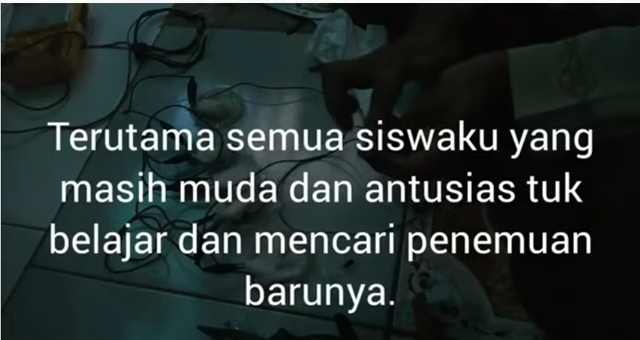 Terutama semua siswaku yang
masih muda dan antusias tuk
belajar dan mencari penemuan
barunya.